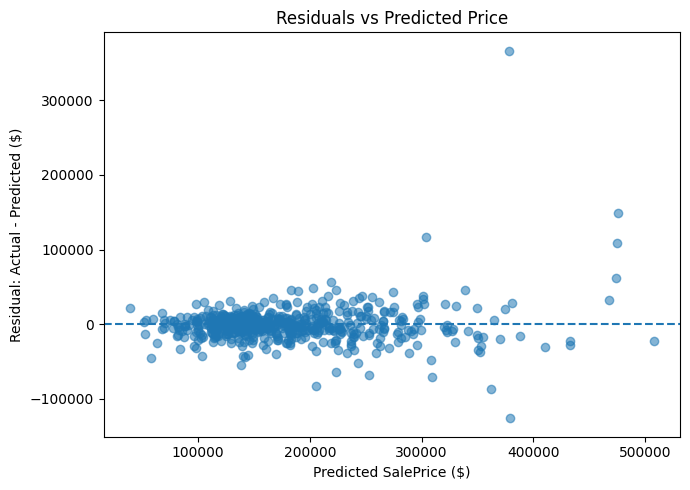 Residuals vs Predicted Price
Residual: Actual - Predicted ($)
300000
200000
100000
0
−100000
100000 200000 300000 400000 500000
Predicted SalePrice ($)